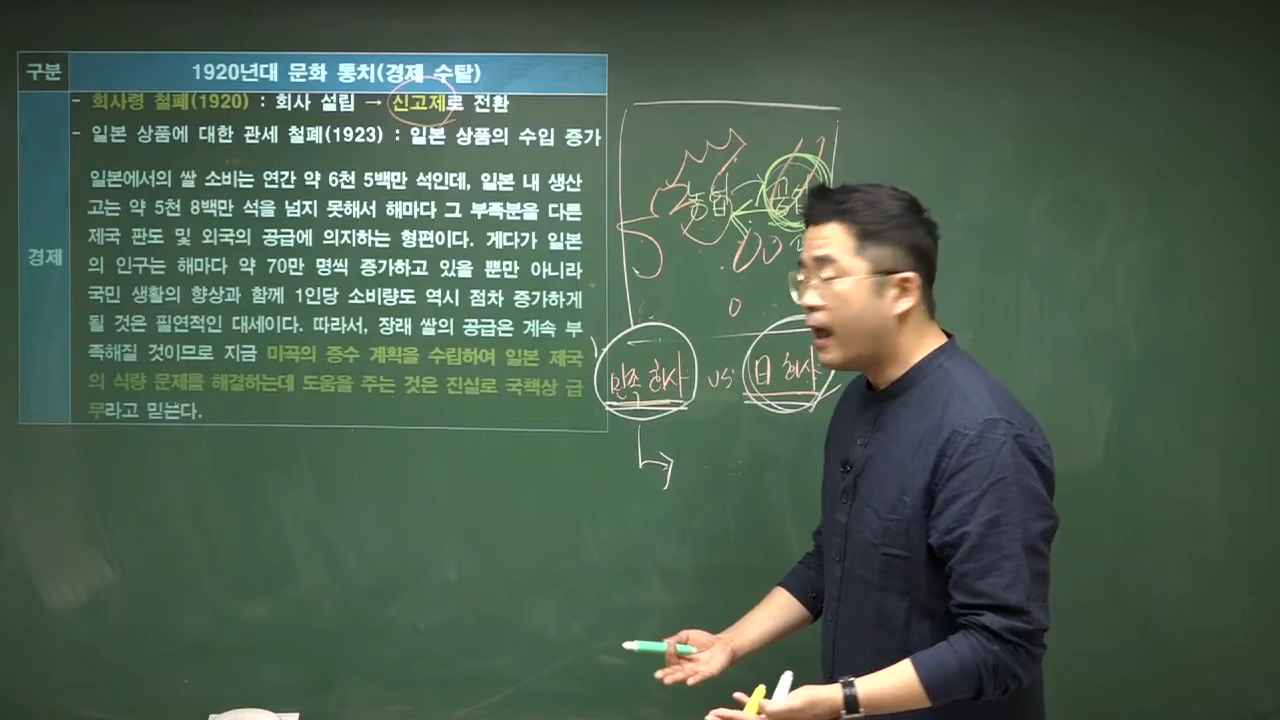 구분
1920년대 문화 통치(경제 수탈)
- 회사령 철폐(1920) : 회사 설립 → 신고제로 전환
- 일본 상품에 대한 관세 철폐(1923) : 일본 상품의 수입 증가
경제
일본에서의 쌀 소비는 연간 약 6천 5백만 석인데, 일본 내 생산
고는 약 5천 8백만 석을 넘지 못해서 해마다 그 부족분을 다른
제국 판도 및 외국의 공급에 의지하는 형편이다. 게다가 일본
의 인구는 해마다 약 70만 명씩 증가하고 있을 뿐만 아니라
국민 생활의 향상과 함께 1인당 소비량도 역시 점차 증가하게
될 것은 필연적인 대세이다. 따라서, 장래 쌀의 공급은 계속 부
족해질 것이므로 지금 미곡의 증수 계획을 수립하여 일본 제국
의 식량 문제를 해결하는데 도움을 주는 것은 진실로 국책상 급
무라고 믿는다.
농업
민족 회사 vs 日 회사